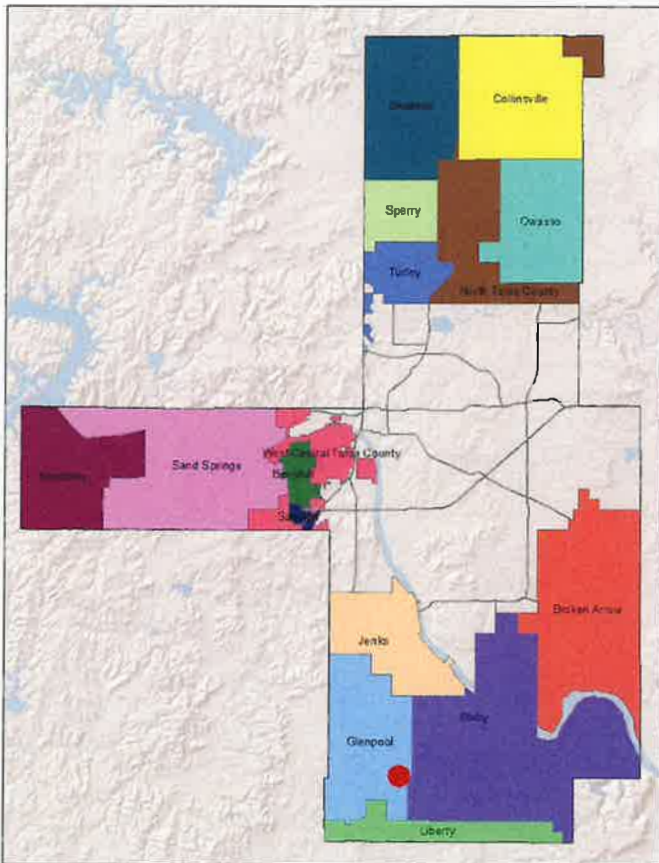 Skiatook
Collinsville
Sperry
Owasso
Turley
North Tulsa County
West Central Tulsa County
Sand Springs
Jenks
Broken Arrow
Bixby
Glenpool
Liberty